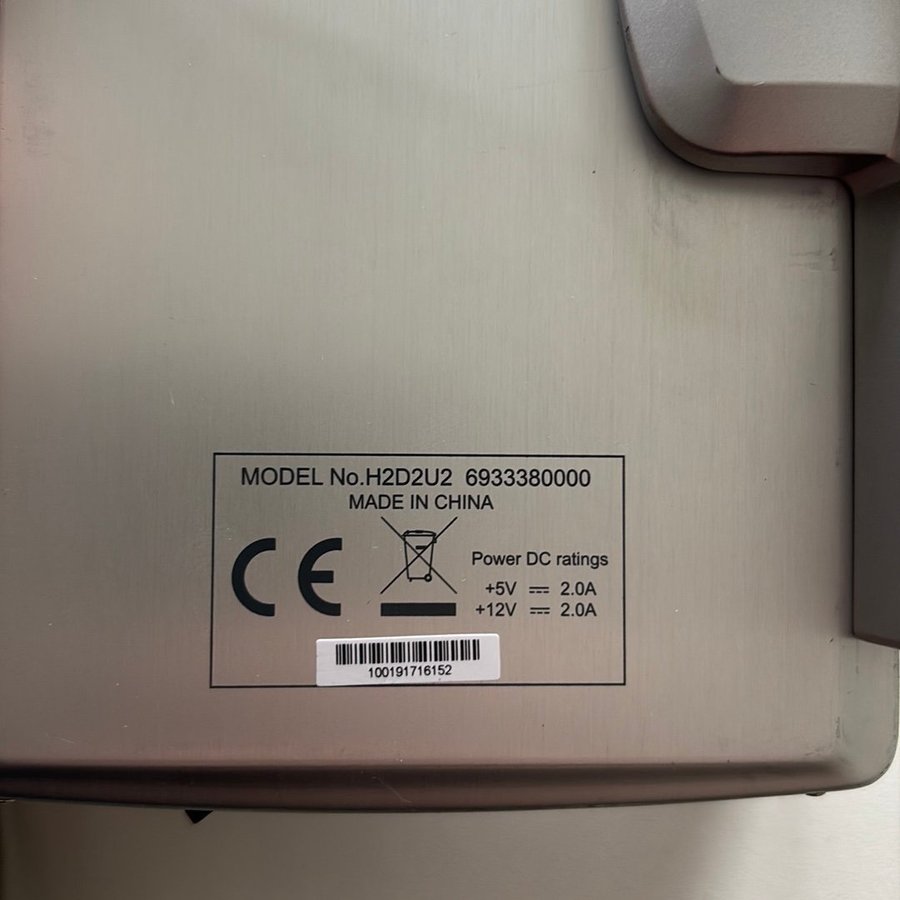 MODEL No.H2D2U2 6933380000
MADE IN CHINA
CE
Power DC ratings
+5V ⎓ 2.0A
+12V ⎓ 2.0A
100191716152